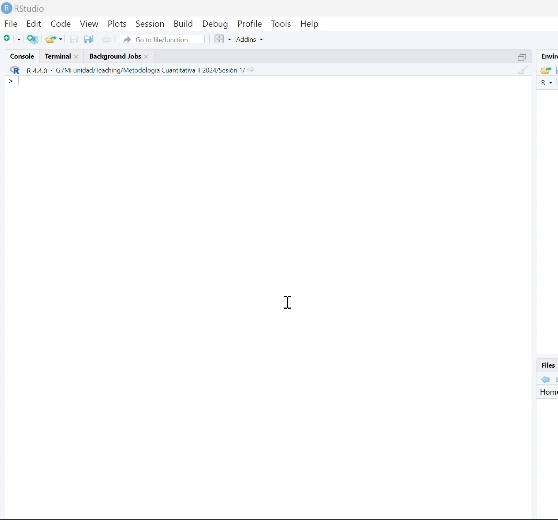 RStudio
File Edit Code View Plots Session Build Debug Profile Tools Help
Go to file/function Addins
Console Terminal Background Jobs
R 4.4.0 · G:/Mi unidad/Teaching/Metodología Cuantitativa II 2024/Sesión 1/
>
Envir
R
Files
Home